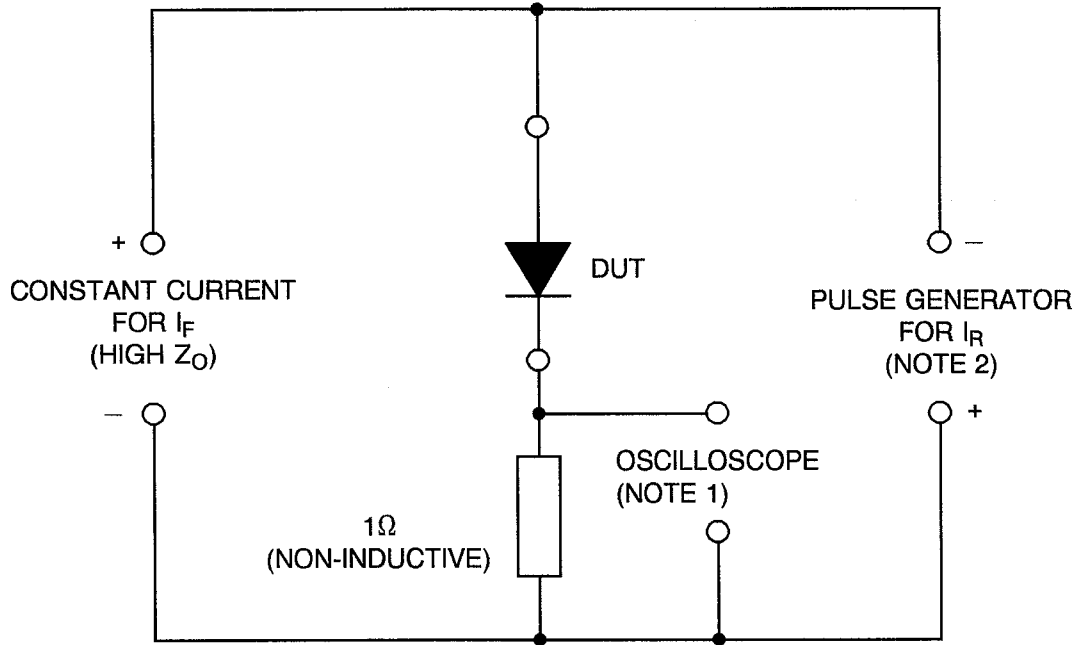 +
CONSTANT CURRENT
FOR I_F
(HIGH Z_O)
—
DUT
—
PULSE GENERATOR
FOR I_R
(NOTE 2)
+
OSCILLOSCOPE
(NOTE 1)
1Ω
(NON-INDUCTIVE)